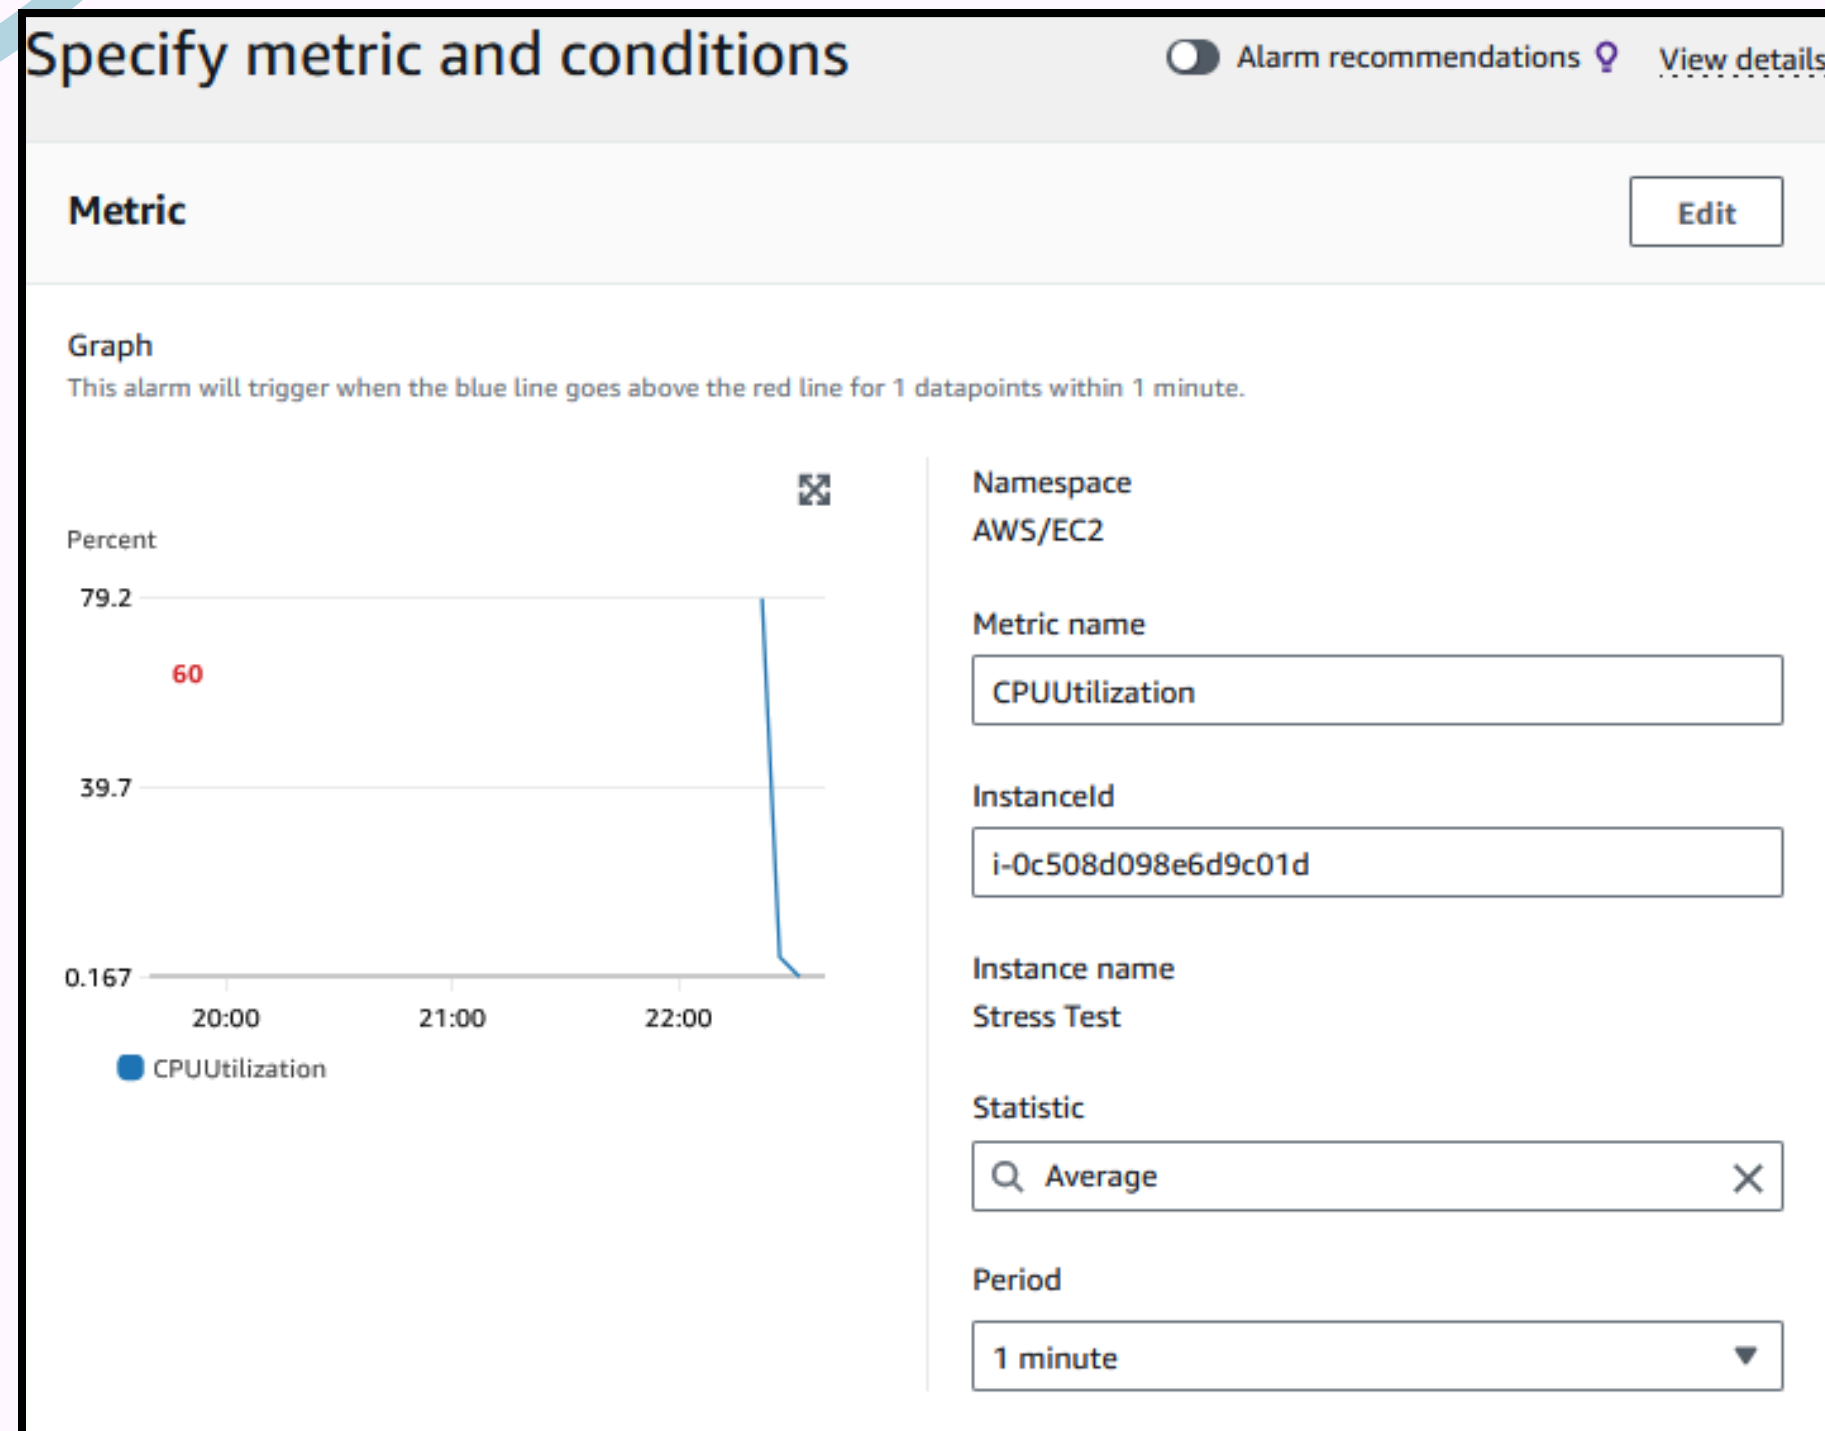 Specify metric and conditions
Alarm recommendations
View details
Metric
Edit
Graph
This alarm will trigger when the blue line goes above the red line for 1 datapoints within 1 minute.
Percent
79.2
60
39.7
0.167
20:00 21:00 22:00
CPUUtilization
Namespace
AWS/EC2
Metric name
CPUUtilization
InstanceId
i-0c508d098e6d9c01d
Instance name
Stress Test
Statistic
Average
Period
1 minute